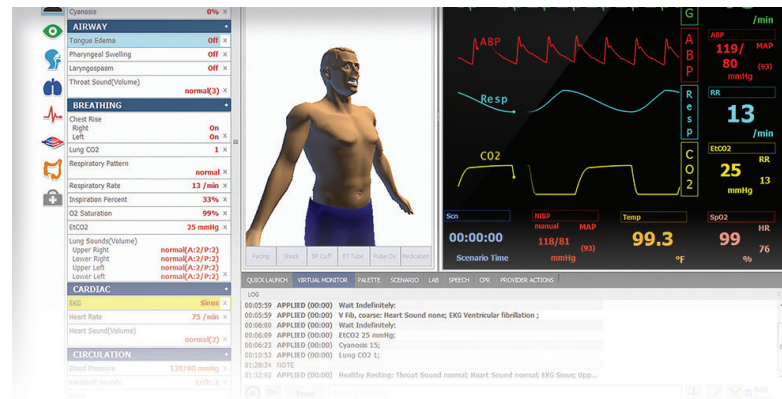 Cyanosis 0% ×
AIRWAY
Tongue Edema Off ×
Pharyngeal Swelling Off ×
Laryngospasm Off ×
Throat Sound(Volume)
normal(3) ×
BREATHING
Chest Rise
Right On
Left On ×
Lung CO2 1 ×
Respiratory Pattern
normal ×
Respiratory Rate 13 /min ×
Inspiration Percent 33% ×
O2 Saturation 99% ×
EtCO2 25 mmHg ×
Lung Sounds(Volume)
Upper Right normal(A:2/P:2)
Lower Right normal(A:2/P:2)
Upper Left normal(A:2/P:2)
Lower Left normal(A:2/P:2) ×
CARDIAC
EKG Sinus ×
Heart Rate 75 /min ×
Heart Sound(Volume)
normal(2) ×
CIRCULATION
Blood Pressure
Pacing Shock BP Cuff ET Tube Pulse Ox Medication
G
/min
ABP
ABP
ABP
119/ MAP
80 (93)
mmHg
Resp
Resp
RR
13
/min
CO2
CO2
EtCO2
25 RR
mmHg 13
Scn
00:00:00
Scenario Time
NIBP
manual MAP
118/81 (93)
mmHg
Temp
99.3
°F
SpO2
99 HR
76
%
QUICK LAUNCH VIRTUAL MONITOR PALETTE SCENARIO LAB SPEECH CPR PROVIDER ACTIONS
LOG
00:05:59 APPLIED (00:00) Wait Indefinitely:
00:05:59 APPLIED (00:00) V Fib, coarse: Heart Sound none; EKG Ventricular fibrillation ;
00:06:00 APPLIED (00:00) Wait Indefinitely:
00:06:09 APPLIED (00:00) EtCO2 25 mmHg;
00:06:23 APPLIED (00:00) Cyanosis 15;
00:10:53 APPLIED (00:00) Lung CO2 1;
01:28:24 NOTE
01:32:03 APPLIED (00:00) Healthy Resting: Throat Sound normal; Heart Sound normal; EKG Sinus; Upp...